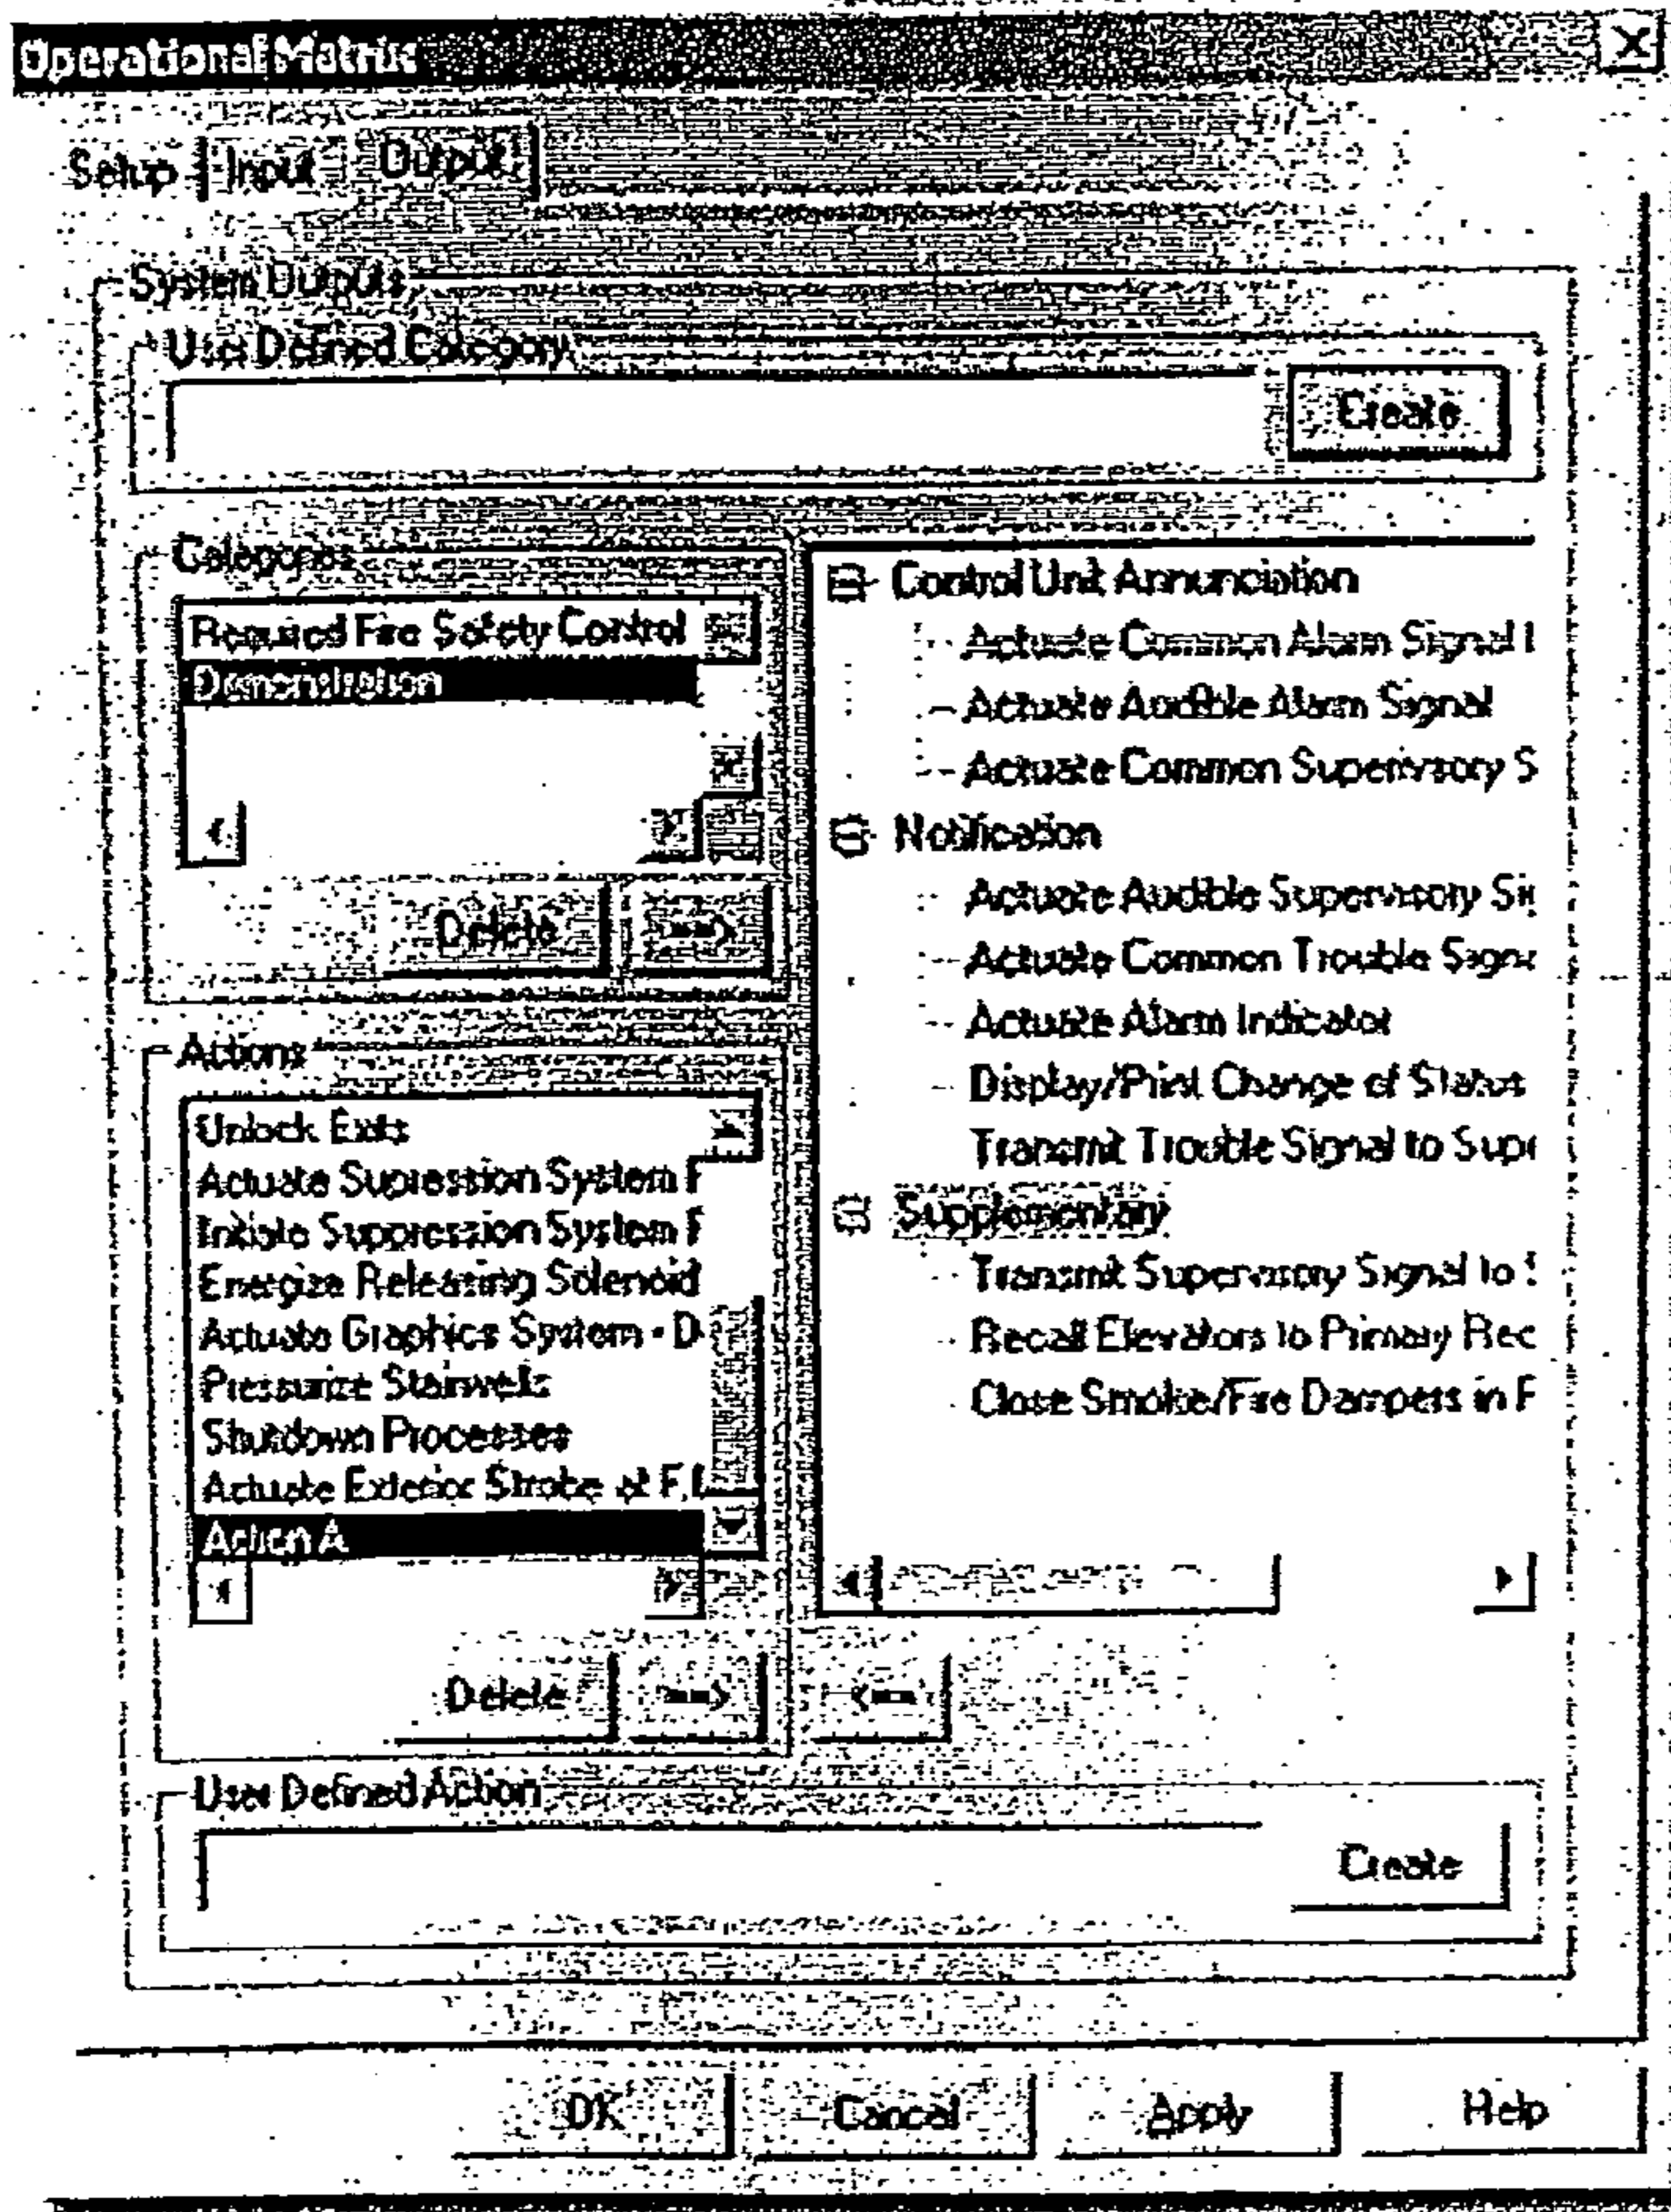 Operational Matrix
Setup Input Output
System Outputs
User Defined Category
Create
Categories
Required Fire Safety Control
Demonstration
Delete ==>
Actions
Unlock Exits
Actuate Supression System F
Initiate Suppression System F
Energize Releasing Solenoid
Actuate Graphics System - D
Pressurize Stairwells
Shutdown Processes
Actuate Exterior Strobe at F.D
Action A
Delete ==> <==
Control Unit Annunciation
Actuate Common Alarm Signal I
Actuate Audible Alarm Signal
Actuate Common Supervisory S
Notification
Actuate Audible Supervisory Si
Actuate Common Trouble Signa
Actuate Alarm Indicator
Display/Print Change of Status
Transmit Trouble Signal to Supe
Supplementary
Transmit Supervisory Signal to S
Recall Elevators to Primary Rec
Close Smoke/Fire Dampers in F
User Defined Action
Create
OK Cancel Apply Help